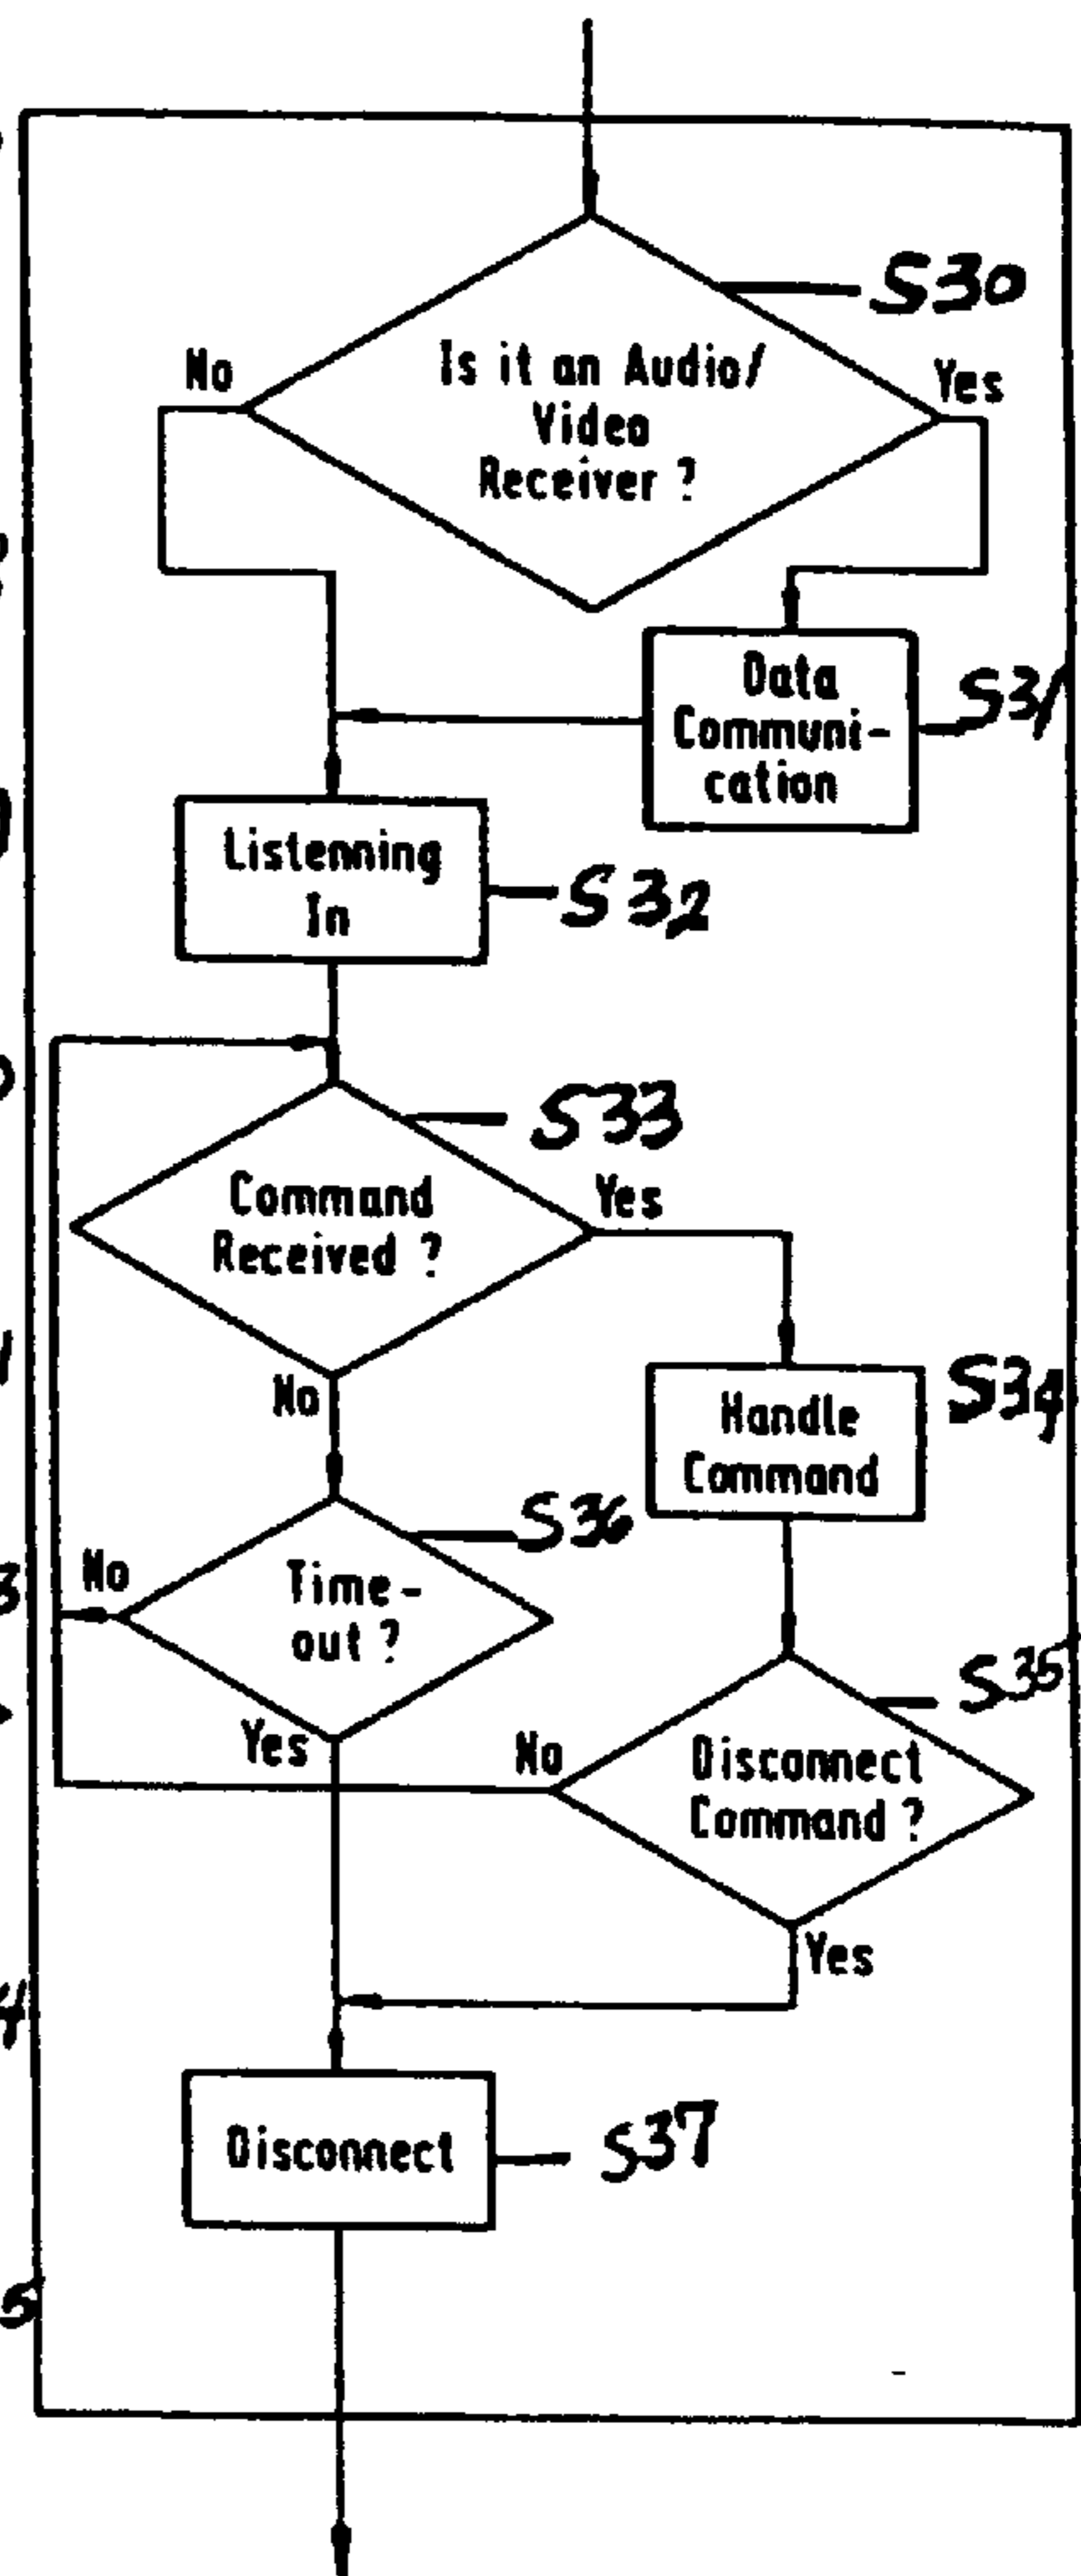 S30
No
Is it an Audio/
Video
Receiver ?
Yes
Data
Communi-
cation
S31
Listenning
In
S32
S33
Command
Received ?
Yes
No
Handle
Command
S34
S36
No
Time-
out ?
Yes
S35
No
Disconnect
Command ?
Yes
Disconnect
S37